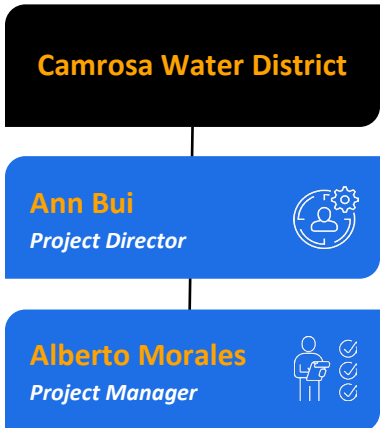 Camrosa Water District
Ann Bui
Project Director
Alberto Morales
Project Manager